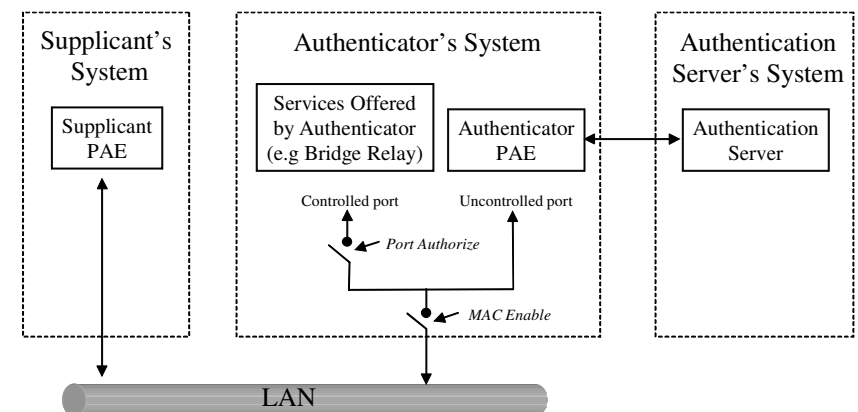 Supplicant's
System
Authenticator's System
Authentication
Server's System
Supplicant
PAE
Services Offered
by Authenticator
(e.g Bridge Relay)
Authenticator
PAE
Authentication
Server
Controlled port
Uncontrolled port
Port Authorize
MAC Enable
LAN